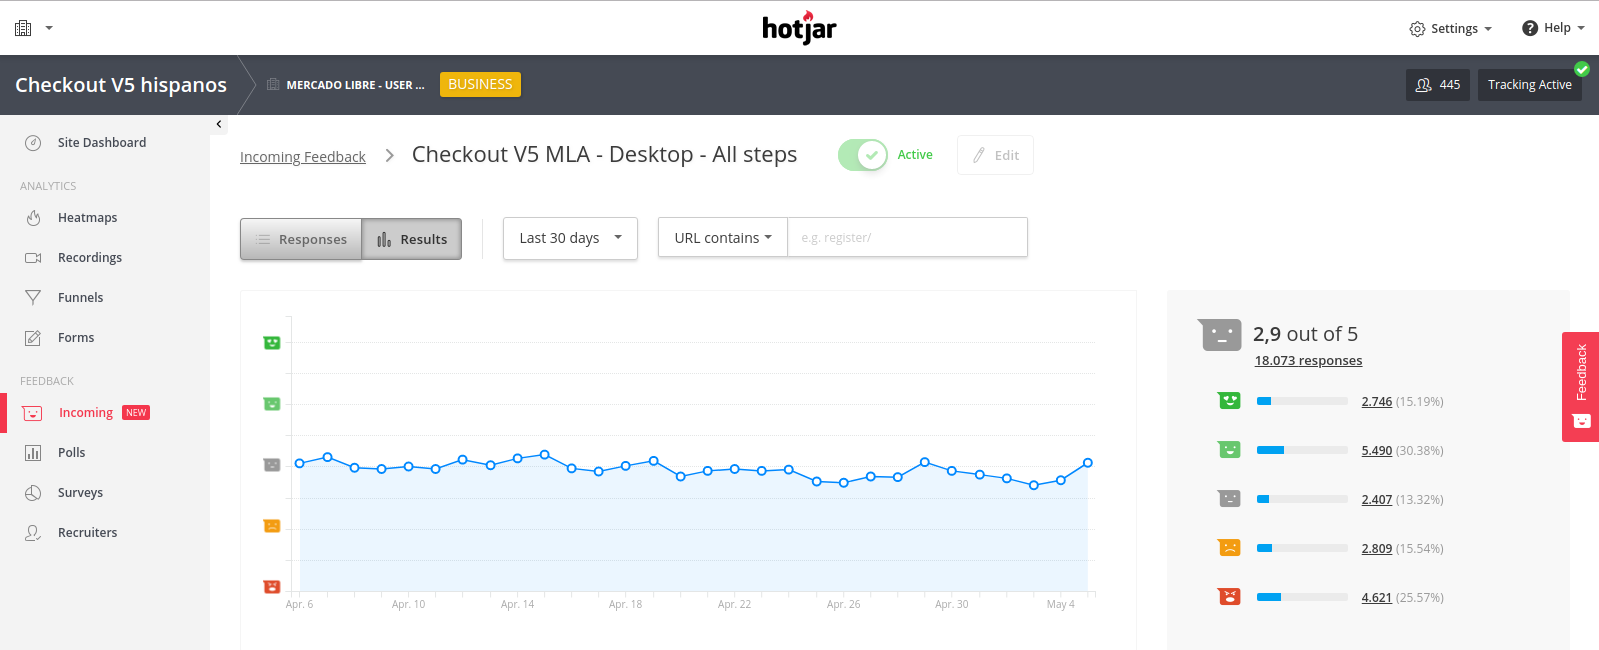 hotjar
Settings
Help
Checkout V5 hispanos
MERCADO LIBRE - USER ...
BUSINESS
445
Tracking Active
Site Dashboard
ANALYTICS
Heatmaps
Recordings
Funnels
Forms
FEEDBACK
Incoming NEW
Polls
Surveys
Recruiters
Incoming Feedback
Checkout V5 MLA - Desktop - All steps
Active
Edit
Responses
Results
Last 30 days
URL contains
e.g. register/
Apr. 6
Apr. 10
Apr. 14
Apr. 18
Apr. 22
Apr. 26
Apr. 30
May 4
2,9 out of 5
18.073 responses
2.746 (15.19%)
5.490 (30.38%)
2.407 (13.32%)
2.809 (15.54%)
4.621 (25.57%)
Feedback